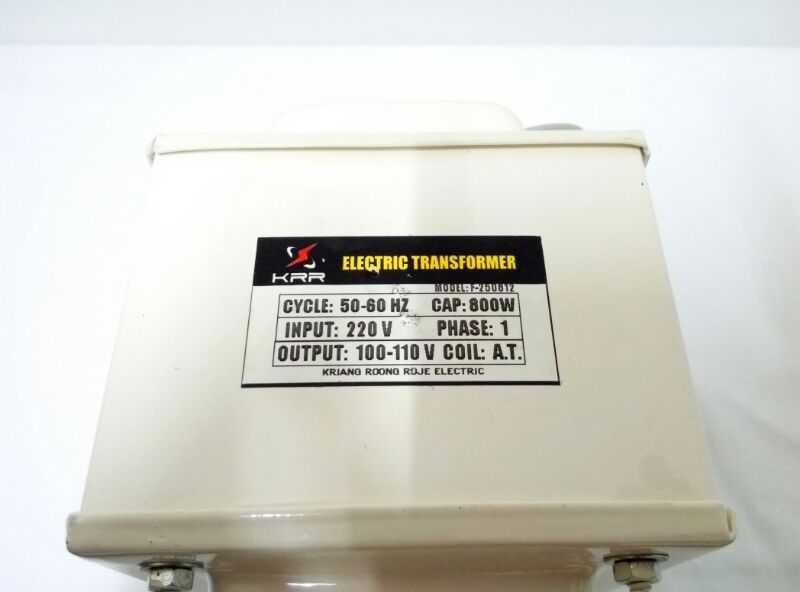 KRR ELECTRIC TRANSFORMER
MODEL: F-250812
CYCLE: 50-60 HZ CAP: 800W
INPUT: 220 V PHASE: 1
OUTPUT: 100-110 V COIL: A.T.
KRIANG ROONG ROJE ELECTRIC